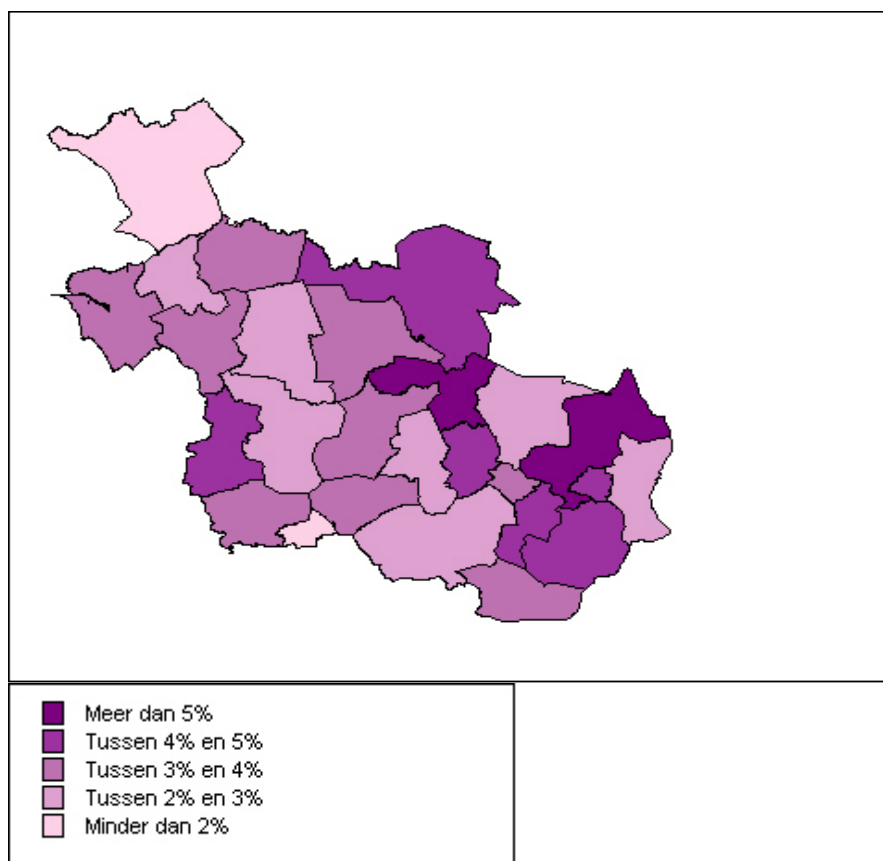 Meer dan 5%
Tussen 4% en 5%
Tussen 3% en 4%
Tussen 2% en 3%
Minder dan 2%